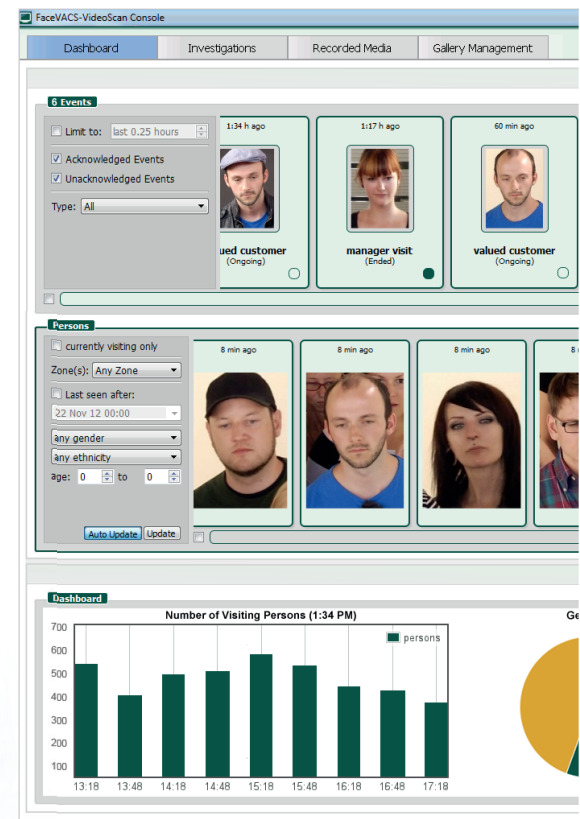 FaceVACS-VideoScan Console
Dashboard Investigations Recorded Media Gallery Management
6 Events
Limit to: last 0.25 hours
Acknowledged Events
Unacknowledged Events
Type: All
1:34 h ago 1:17 h ago 60 min ago
ued customer manager visit valued customer
(Ongoing) (Ended) (Ongoing)
Persons
currently visiting only
Zone(s): Any Zone
Last seen after:
22 Nov 12 00:00
any gender
any ethnicity
age: 0 to 0
Auto Update Update
8 min ago 8 min ago 8 min ago 8
Dashboard
Number of Visiting Persons (1:34 PM) Ge
persons
700
600
500
400
300
200
100
13:18 13:48 14:18 14:48 15:18 15:48 16:18 16:48 17:18